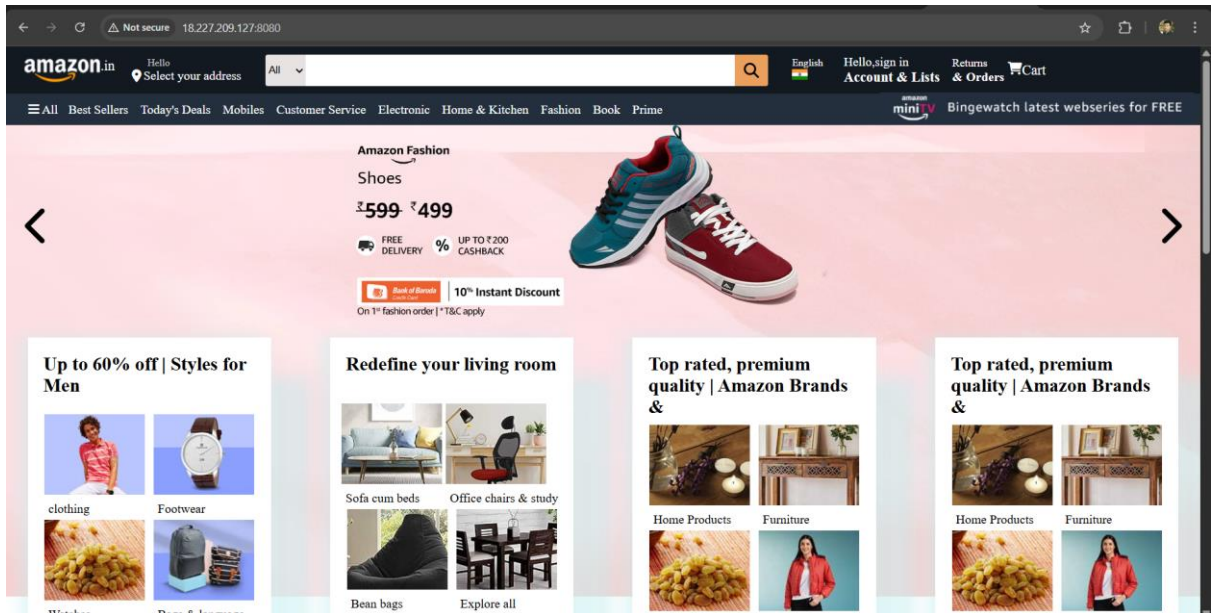 Not secure 18.227.209.127:8080
amazon.in
Hello
Select your address
All
English
Hello,sign in
Account & Lists
Returns
& Orders
Cart
All Best Sellers Today's Deals Mobiles Customer Service Electronic Home & Kitchen Fashion Book Prime
amazon
miniTV
Bingewatch latest webseries for FREE
Amazon Fashion
Shoes
₹599 ₹499
FREE
DELIVERY
% UP TO ₹200
CASHBACK
Bank of Baroda
Credit Card
10% Instant Discount
On 1st fashion order | *T&C apply
Up to 60% off | Styles for
Men
clothing
Footwear
Watches
Redefine your living room
Sofa cum beds
Office chairs & study
Bean bags
Explore all
Top rated, premium
quality | Amazon Brands
&
Home Products
Furniture
Top rated, premium
quality | Amazon Brands
&
Home Products
Furniture